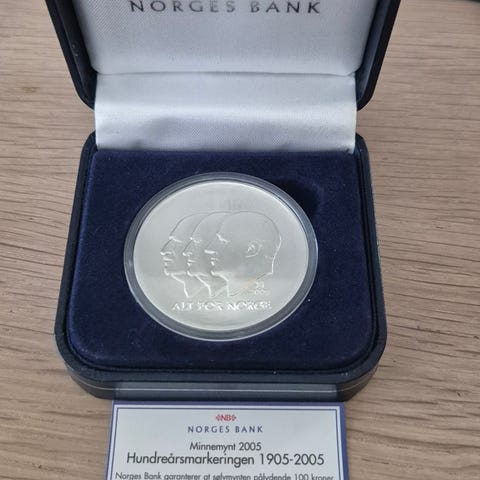 NORGES BANK
ALT FOR NORGE
NB
NORGES BANK
Minnemynt 2005
Hundreårsmarkeringen 1905-2005
Norges Bank garanterer at sølvmynten pålydende 100 kroner